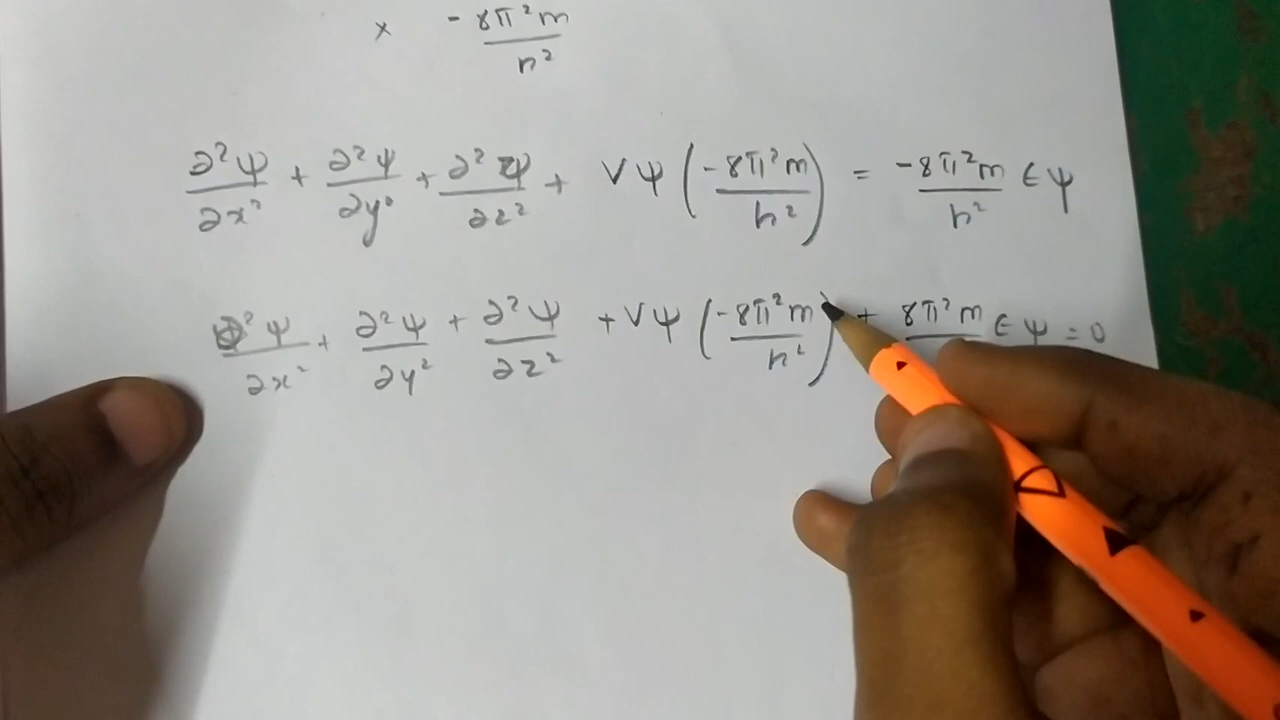 × -8π²m/h²
∂²ψ/∂x² + ∂²ψ/∂y² + ∂²ψ/∂z² + Vψ (-8π²m/h²) = -8π²m/h² Eψ
∂²ψ/∂x² + ∂²ψ/∂y² + ∂²ψ/∂z² + Vψ (-8π²m/h²) + 8π²m Eψ = 0